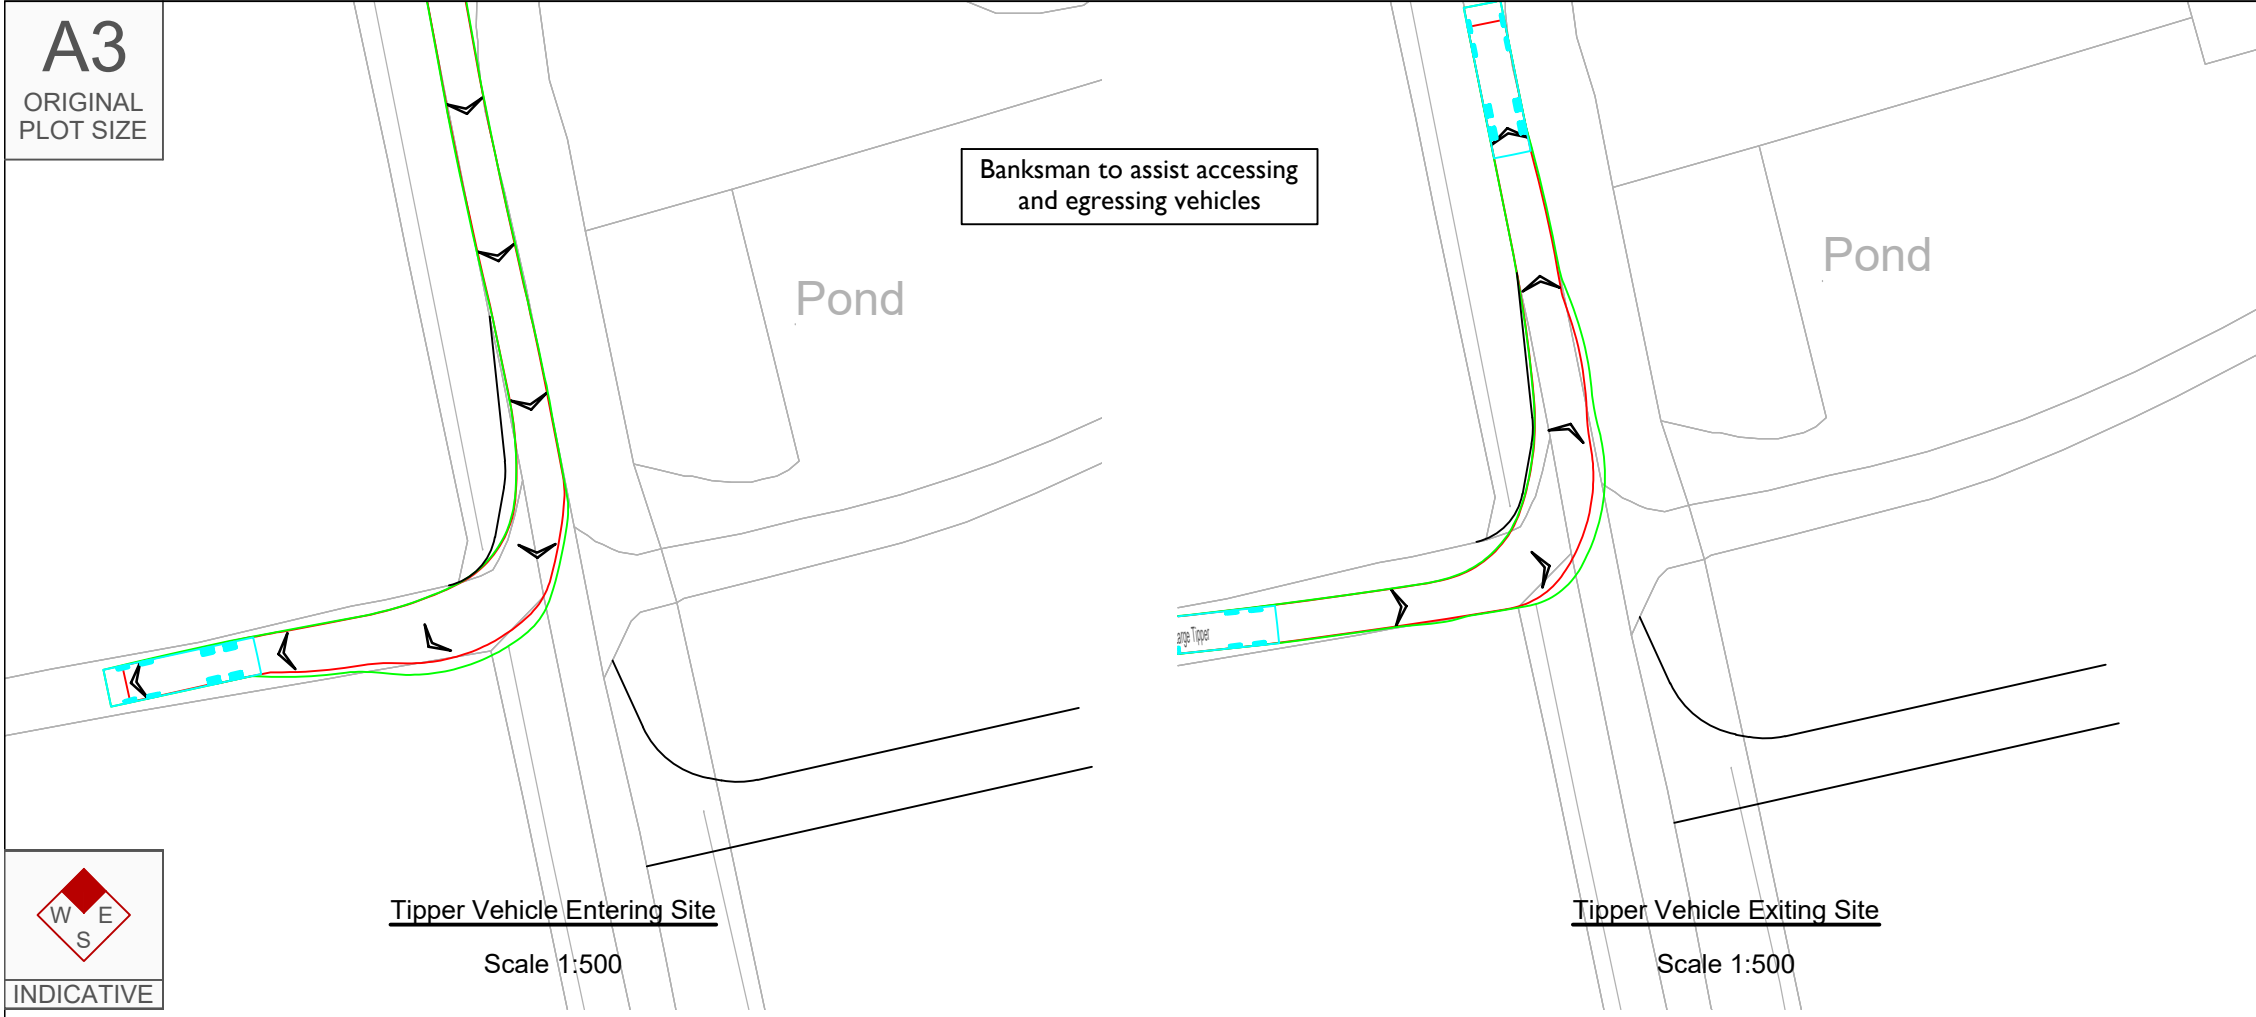 A3
ORIGINAL
PLOT SIZE
Banksman to assist accessing
and egressing vehicles
Pond
Pond
Tipper
W E
S
INDICATIVE
Tipper Vehicle Entering Site
Scale 1:500
Tipper Vehicle Exiting Site
Scale 1:500